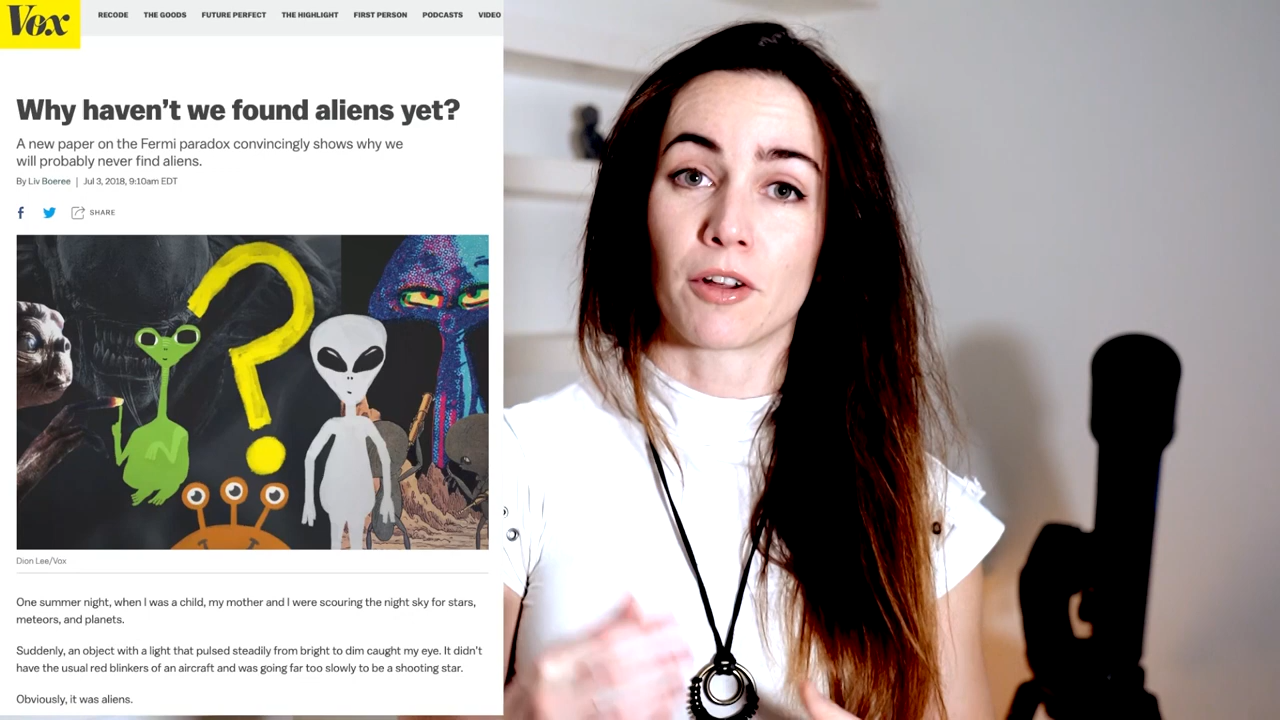 Vox
RECODE THE GOODS FUTURE PERFECT THE HIGHLIGHT FIRST PERSON PODCASTS VIDEO
Why haven't we found aliens yet?
A new paper on the Fermi paradox convincingly shows why we
will probably never find aliens.
By Liv Boeree | Jul 3, 2018, 9:10am EDT
SHARE
Dion Lee/Vox
One summer night, when I was a child, my mother and I were scouring the night sky for stars,
meteors, and planets.
Suddenly, an object with a light that pulsed steadily from bright to dim caught my eye. It didn't
have the usual red blinkers of an aircraft and was going far too slowly to be a shooting star.
Obviously, it was aliens.